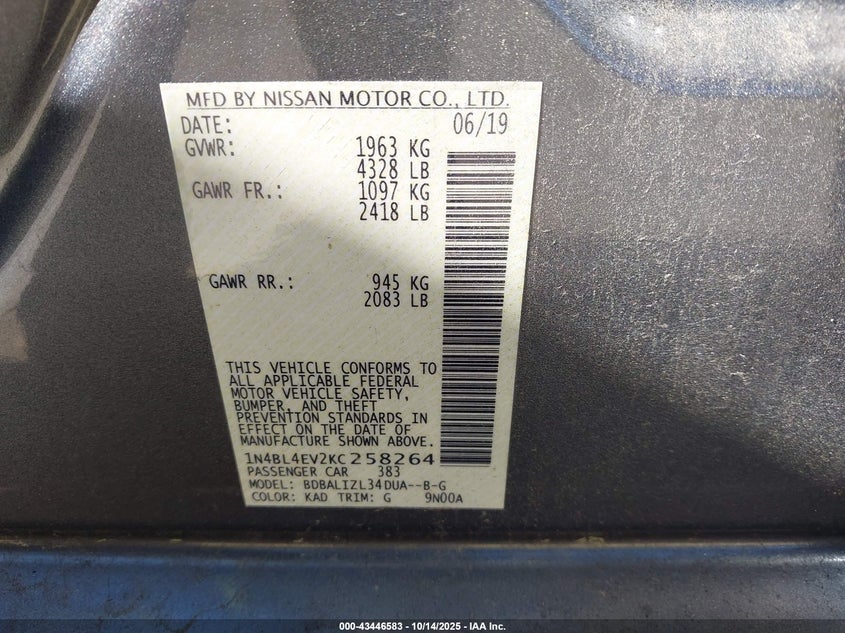 MFD BY NISSAN MOTOR CO., LTD.
DATE: 06/19
GVWR: 1963 KG
4328 LB
GAWR FR.: 1097 KG
2418 LB
GAWR RR.: 945 KG
2083 LB
THIS VEHICLE CONFORMS TO
ALL APPLICABLE FEDERAL
MOTOR VEHICLE SAFETY,
BUMPER, AND THEFT
PREVENTION STANDARDS IN
EFFECT ON THE DATE OF
MANUFACTURE SHOWN ABOVE.
1N4BL4EV2KC258264
PASSENGER CAR 383
MODEL: BDBALIZL34DUA--B-G
COLOR: KAD TRIM: G 9N00A
000-43446583 - 10/14/2025 - IAA Inc.